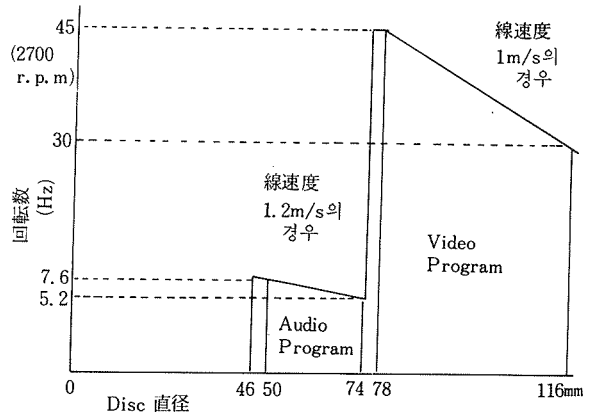 45
(2700
r.p.m)
線速度
1m/s의
경우
30
回転数
(Hz)
線速度
1.2m/s의
경우
Video
Program
7.6
5.2
Audio
Program
0
46 50
74 78
116mm
Disc 直径